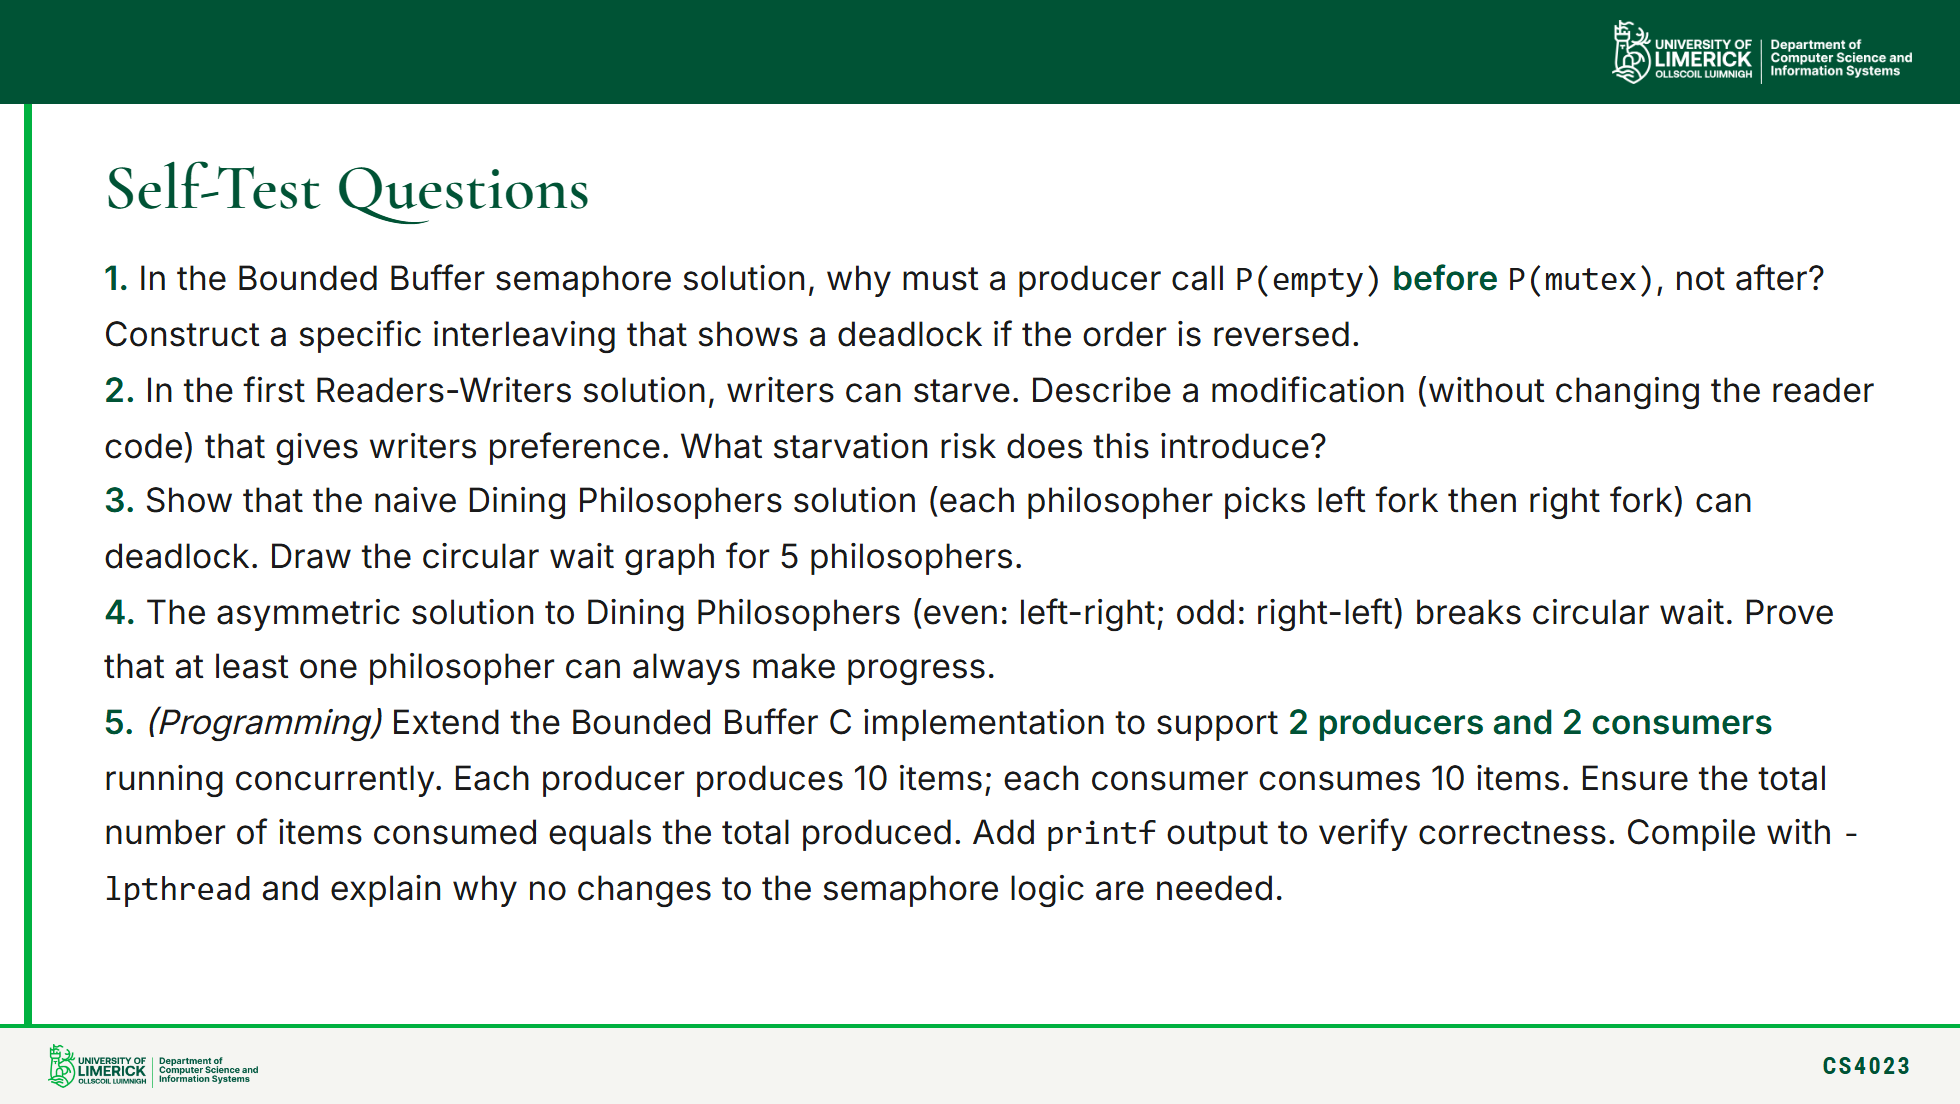 UNIVERSITY OF
LIMERICK
OLLSCOIL LUIMNIGH
Department of
Computer Science and
Information Systems
Self-Test Questions
1. In the Bounded Buffer semaphore solution, why must a producer call P(empty) before P(mutex), not after?
Construct a specific interleaving that shows a deadlock if the order is reversed.
2. In the first Readers-Writers solution, writers can starve. Describe a modification (without changing the reader
code) that gives writers preference. What starvation risk does this introduce?
3. Show that the naive Dining Philosophers solution (each philosopher picks left fork then right fork) can
deadlock. Draw the circular wait graph for 5 philosophers.
4. The asymmetric solution to Dining Philosophers (even: left-right; odd: right-left) breaks circular wait. Prove
that at least one philosopher can always make progress.
5. (Programming) Extend the Bounded Buffer C implementation to support 2 producers and 2 consumers
running concurrently. Each producer produces 10 items; each consumer consumes 10 items. Ensure the total
number of items consumed equals the total produced. Add printf output to verify correctness. Compile with -
lpthread and explain why no changes to the semaphore logic are needed.
UNIVERSITY OF
LIMERICK
OLLSCOIL LUIMNIGH
Department of
Computer Science and
Information Systems
CS4023